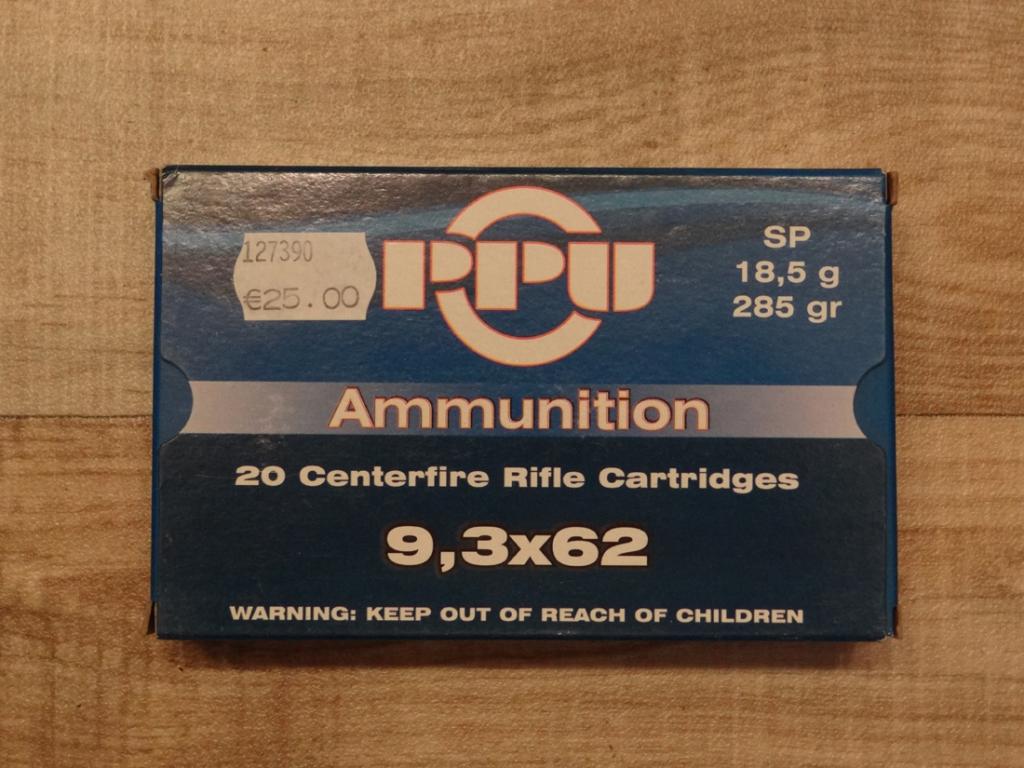 127390
€25.00
PPU
SP
18,5 g
285 gr
Ammunition
20 Centerfire Rifle Cartridges
9,3x62
WARNING: KEEP OUT OF REACH OF CHILDREN